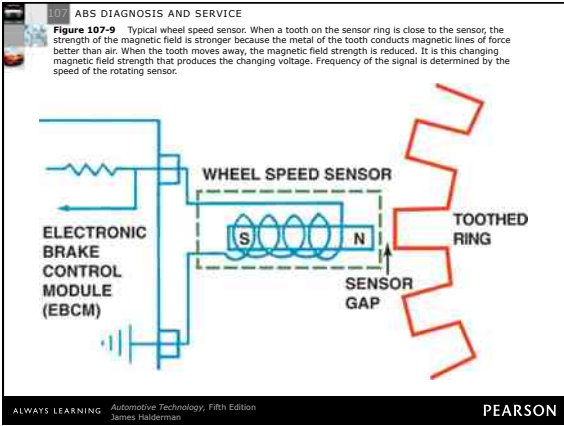 107 ABS DIAGNOSIS AND SERVICE
Figure 107-9 Typical wheel speed sensor. When a tooth on the sensor ring is close to the sensor, the
strength of the magnetic field is stronger because the metal of the tooth conducts magnetic lines of force
better than air. When the tooth moves away, the magnetic field strength is reduced. It is this changing
magnetic field strength that produces the changing voltage. Frequency of the signal is determined by the
speed of the rotating sensor.
WHEEL SPEED SENSOR
S
N
TOOTHED
RING
ELECTRONIC
BRAKE
CONTROL
MODULE
(EBCM)
SENSOR
GAP
ALWAYS LEARNING
Automotive Technology, Fifth Edition
James Halderman
PEARSON